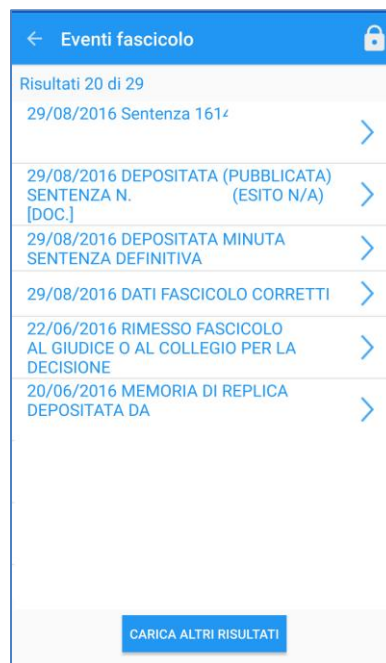 Eventi fascicolo
Risultati 20 di 29
29/08/2016 Sentenza 1614
29/08/2016 DEPOSITATA (PUBBLICATA)
SENTENZA N. (ESITO N/A)
[DOC.]
29/08/2016 DEPOSITATA MINUTA
SENTENZA DEFINITIVA
29/08/2016 DATI FASCICOLO CORRETTI
22/06/2016 RIMESSO FASCICOLO
AL GIUDICE O AL COLLEGIO PER LA
DECISIONE
20/06/2016 MEMORIA DI REPLICA
DEPOSITATA DA
CARICA ALTRI RISULTATI